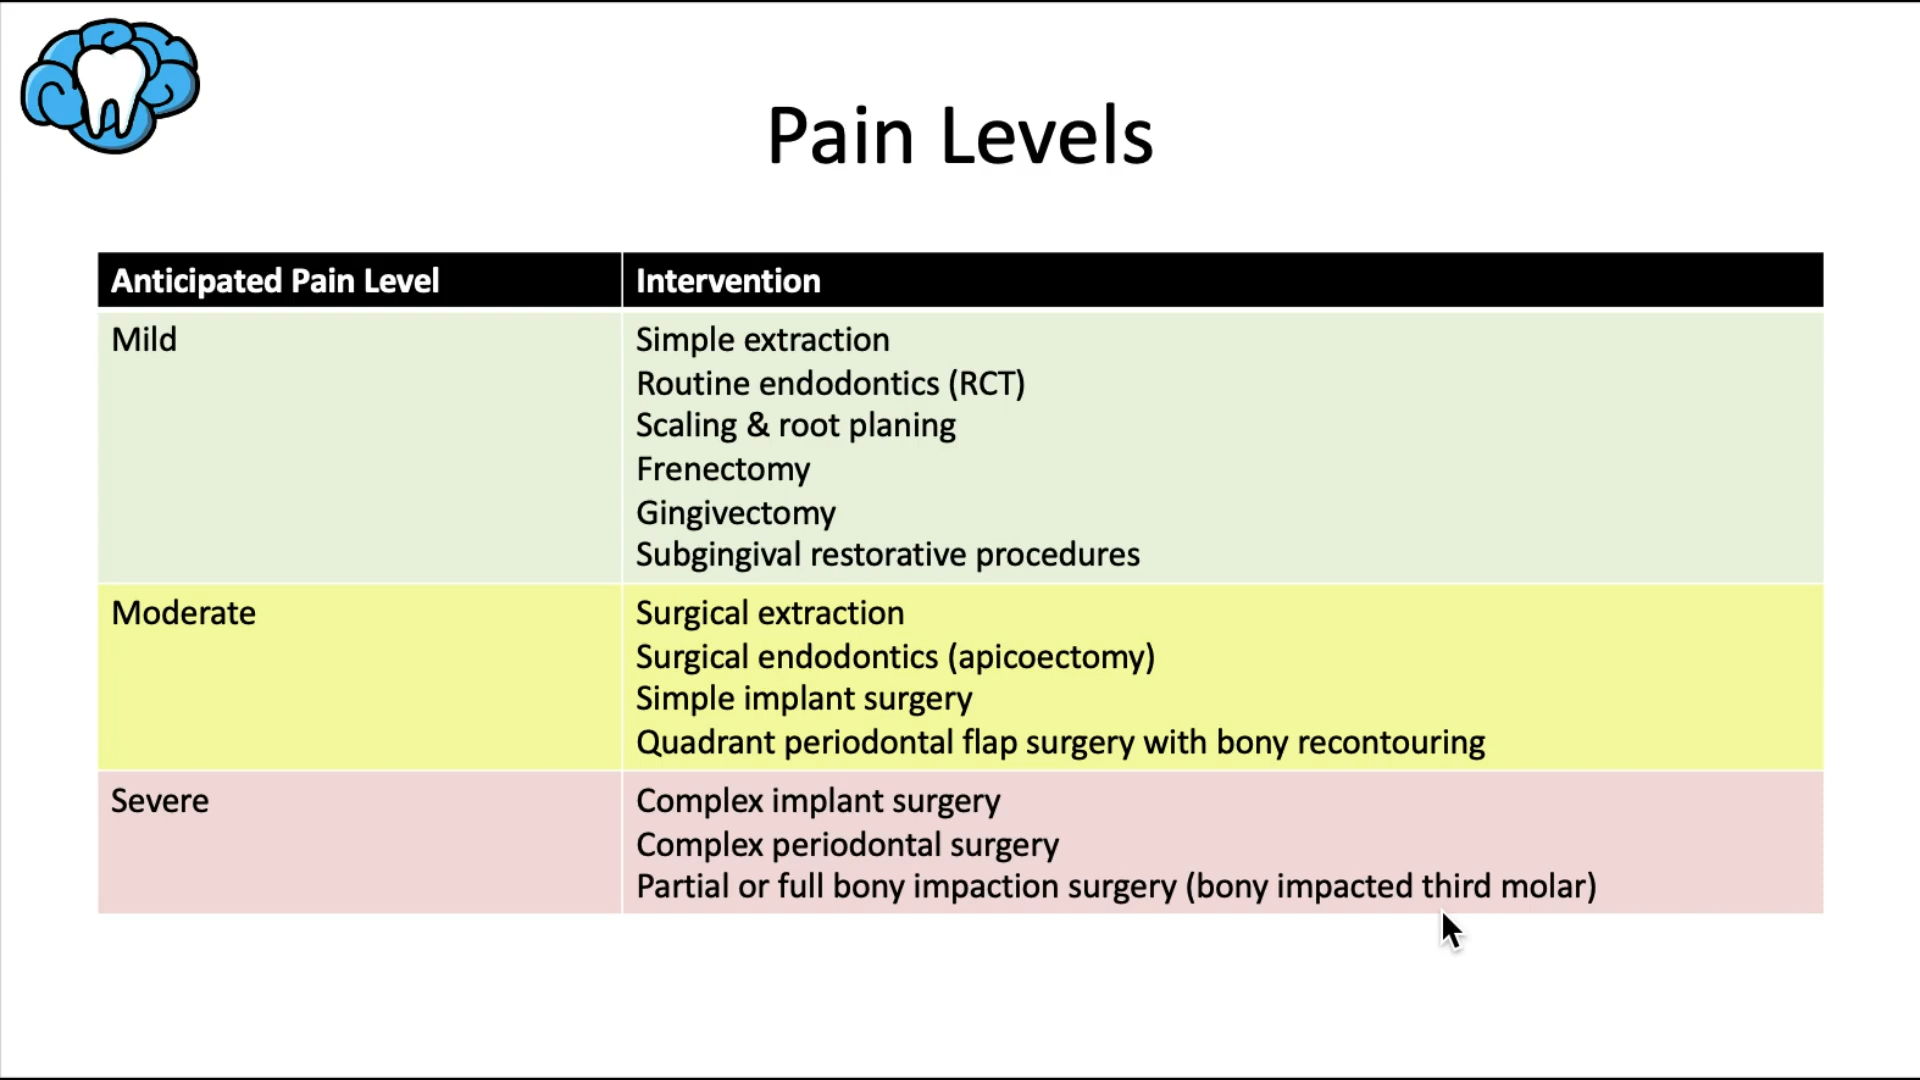 Pain Levels
Anticipated Pain Level
Intervention
Mild
Simple extraction
Routine endodontics (RCT)
Scaling & root planing
Frenectomy
Gingivectomy
Subgingival restorative procedures
Moderate
Surgical extraction
Surgical endodontics (apicoectomy)
Simple implant surgery
Quadrant periodontal flap surgery with bony recontouring
Severe
Complex implant surgery
Complex periodontal surgery
Partial or full bony impaction surgery (bony impacted third molar)